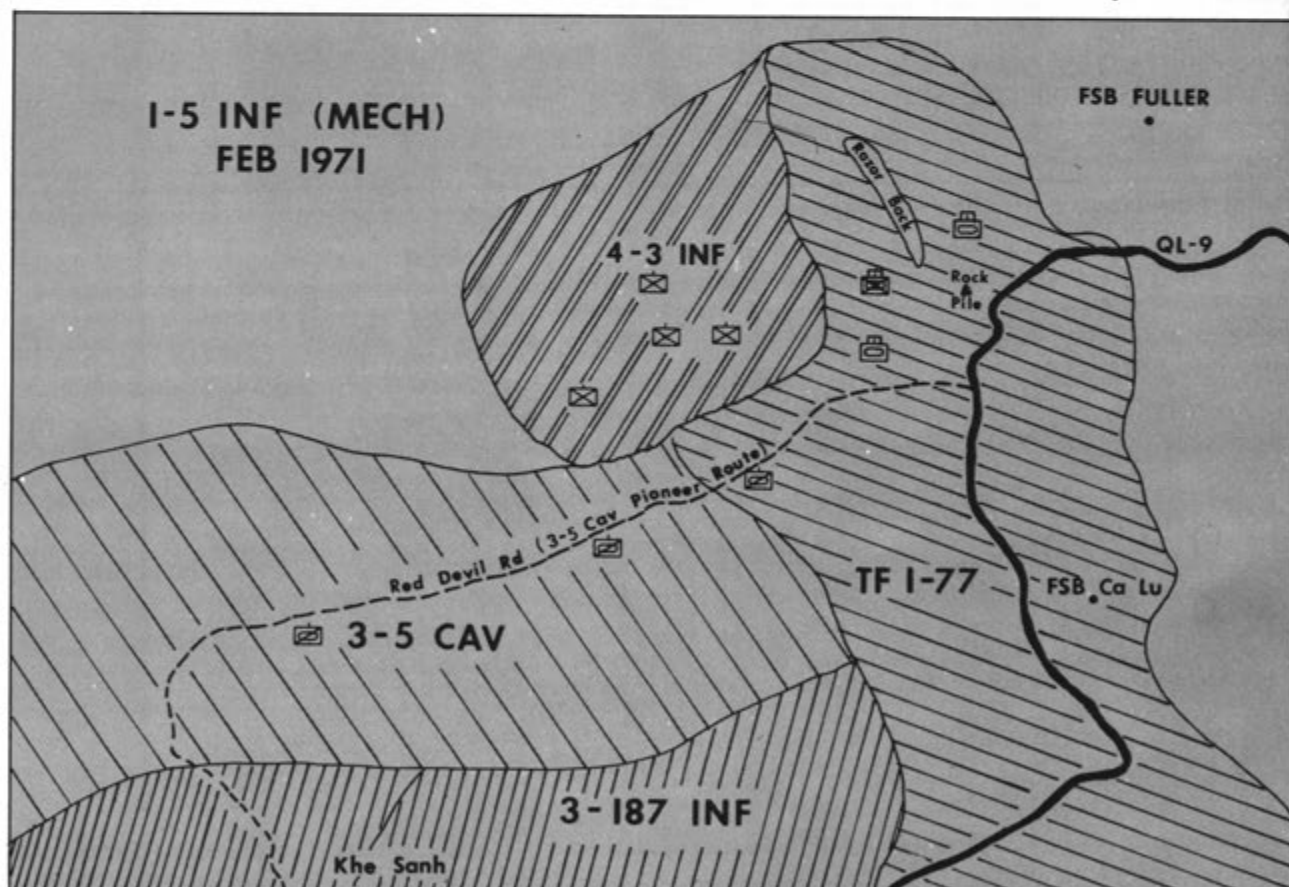 1-5 INF (MECH)
FEB 1971
FSB FULLER
Razor Back
4-3 INF
QL-9
Rock
Pile
Red Devil Rd (3-5 Cav Pioneer Route)
TF 1-77
FSB Ca Lu
3-5 CAV
3-187 INF
Khe Sanh